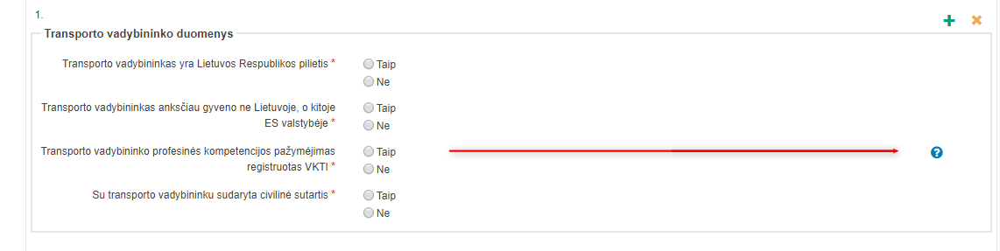 1.
Transporto vadybininko duomenys
Transporto vadybininkas yra Lietuvos Respublikos pilietis * Taip
Ne
Transporto vadybininkas anksčiau gyveno ne Lietuvoje, o kitoje Taip
ES valstybėje * Ne
Transporto vadybininko profesinės kompetencijos pažymėjimas Taip
registruotas VKTI * Ne
Su transporto vadybininku sudaryta civilinė sutartis * Taip
Ne